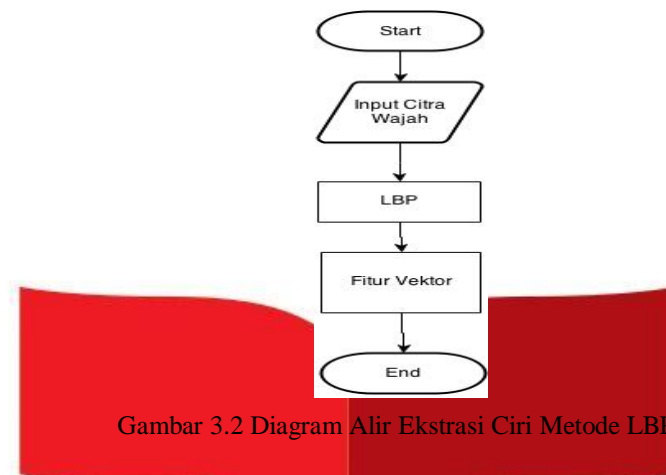 Start
Input Citra
Wajah
LBP
Fitur Vektor
End
Gambar 3.2 Diagram Alir Ekstrasi Ciri Metode LBP